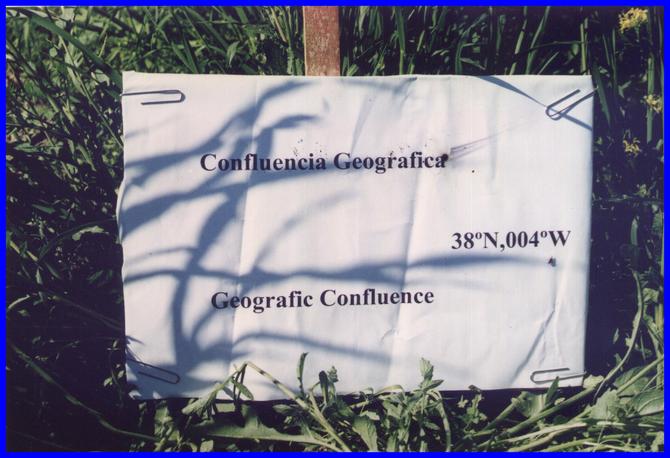 Confluencia Geografica
38ºN,004ºW
Geografic Confluence